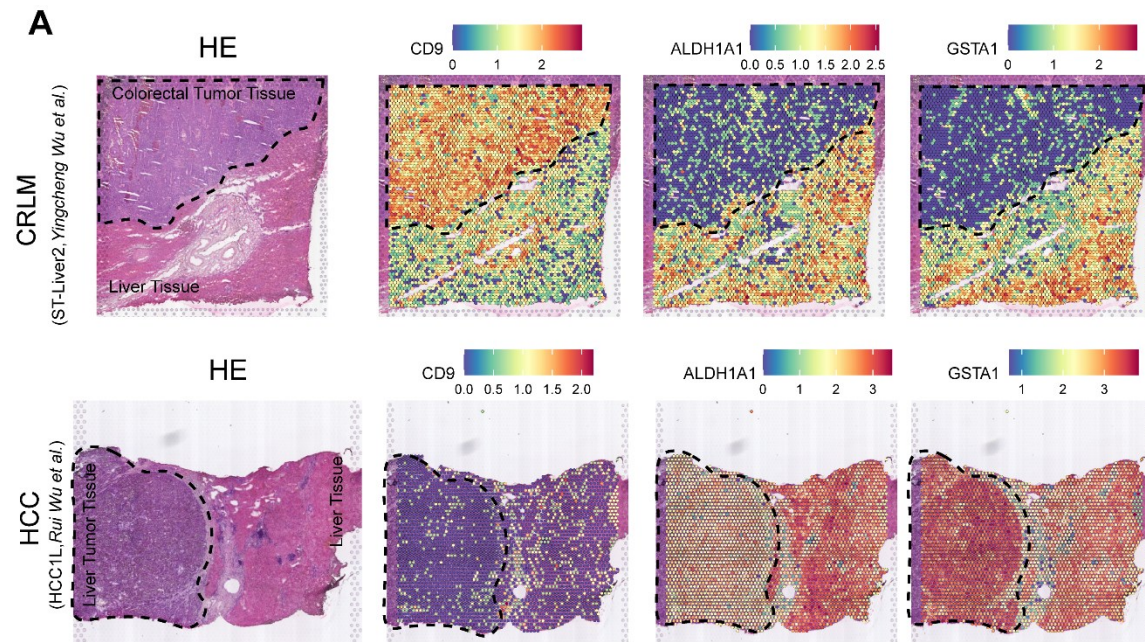 A
HE
CD9
0 1 2
ALDH1A1
0.0 0.5 1.0 1.5 2.0 2.5
GSTA1
0 1 2
CRLM
(ST-Liver2, Yingcheng Wu et al.)
Colorectal Tumor Tissue
Liver Tissue
HE
CD9
0.0 0.5 1.0 1.5 2.0
ALDH1A1
0 1 2 3
GSTA1
1 2 3
HCC
(HCC1L,Rui Wu et al.)
Liver Tumor Tissue
Liver Tissue